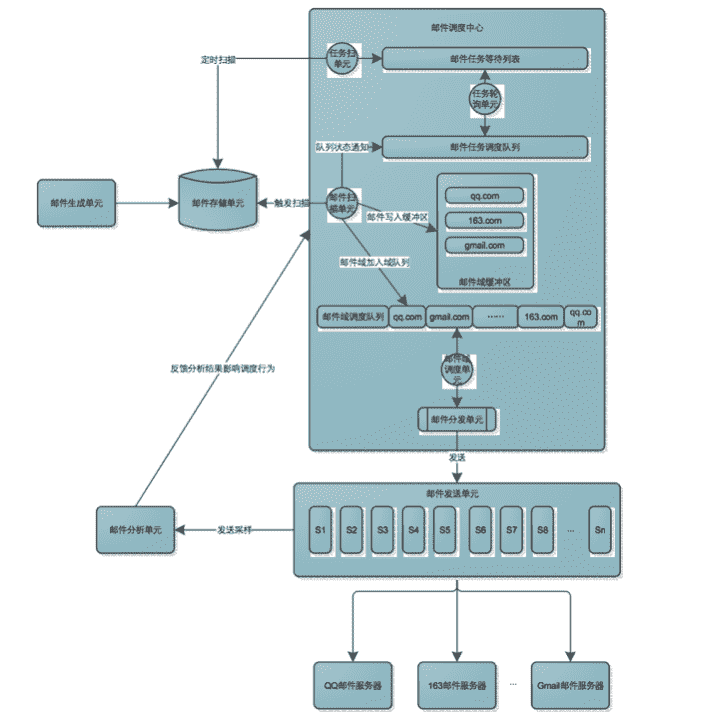 邮件调度中心
定时扫描
任务扫
单元
邮件任务等待列表
任务轮
询单元
队列状态通知
邮件任务调度队列
邮件生成单元
邮件存储单元
触发扫描
邮件扫
描单元
邮件写入缓冲区
qq.com
163.com
gmail.com
邮件域缓冲区
邮件域加入域队列
邮件域调度队列
qq.com
gmail.com
……
163.com
qq.co
m
邮件域
调度单
元
反馈分析结果影响调度行为
邮件分发单元
发送
邮件发送单元
S1
S2
S3
S4
S5
S6
S7
S8
...
Sn
邮件分析单元
发送采样
QQ邮件服务器
163邮件服务器
...
Gmail邮件服务器